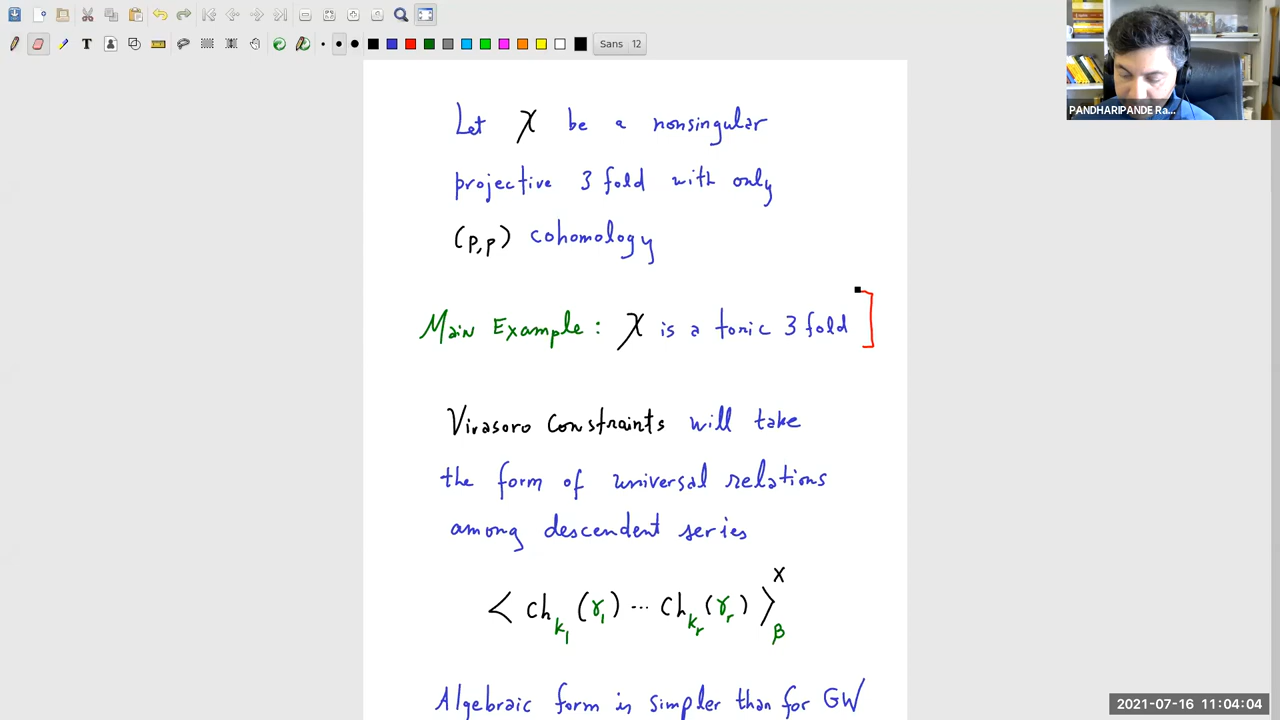 Sans 12
PANDHARIPANDE Ra...
Let X be a nonsingular
projective 3 fold with only
(p,p) cohomology
Main Example: X is a toric 3 fold ]
Virasoro Constraints will take
the form of universal relations
among descendent series
< Ch_{k_1}(γ_1) ... Ch_{k_r}(γ_r) >^X_β
Algebraic form is simpler than for GW
2021-07-16 11:04:04